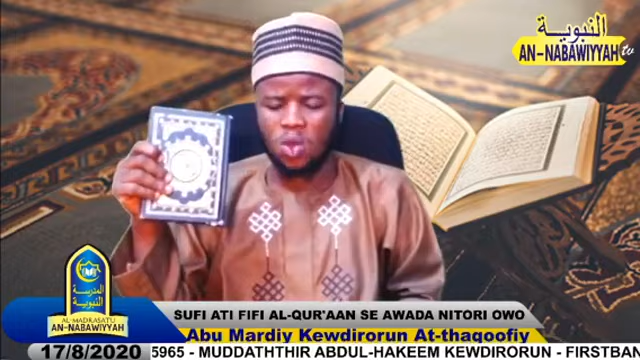 النبوية
AN-NABAWIYYAH tv
المدرسة
النبوية
AL-MADRASATU
AN-NABAWIYYAH
SUFI ATI FIFI AL-QUR'AAN SE AWADA NITORI OWO
Abu Mardiy Kewdirorun At-thaqoofiy
17/8/2020
5965 - MUDDATHTHIR ABDUL-HAKEEM KEWDIRORUN - FIRSTBA